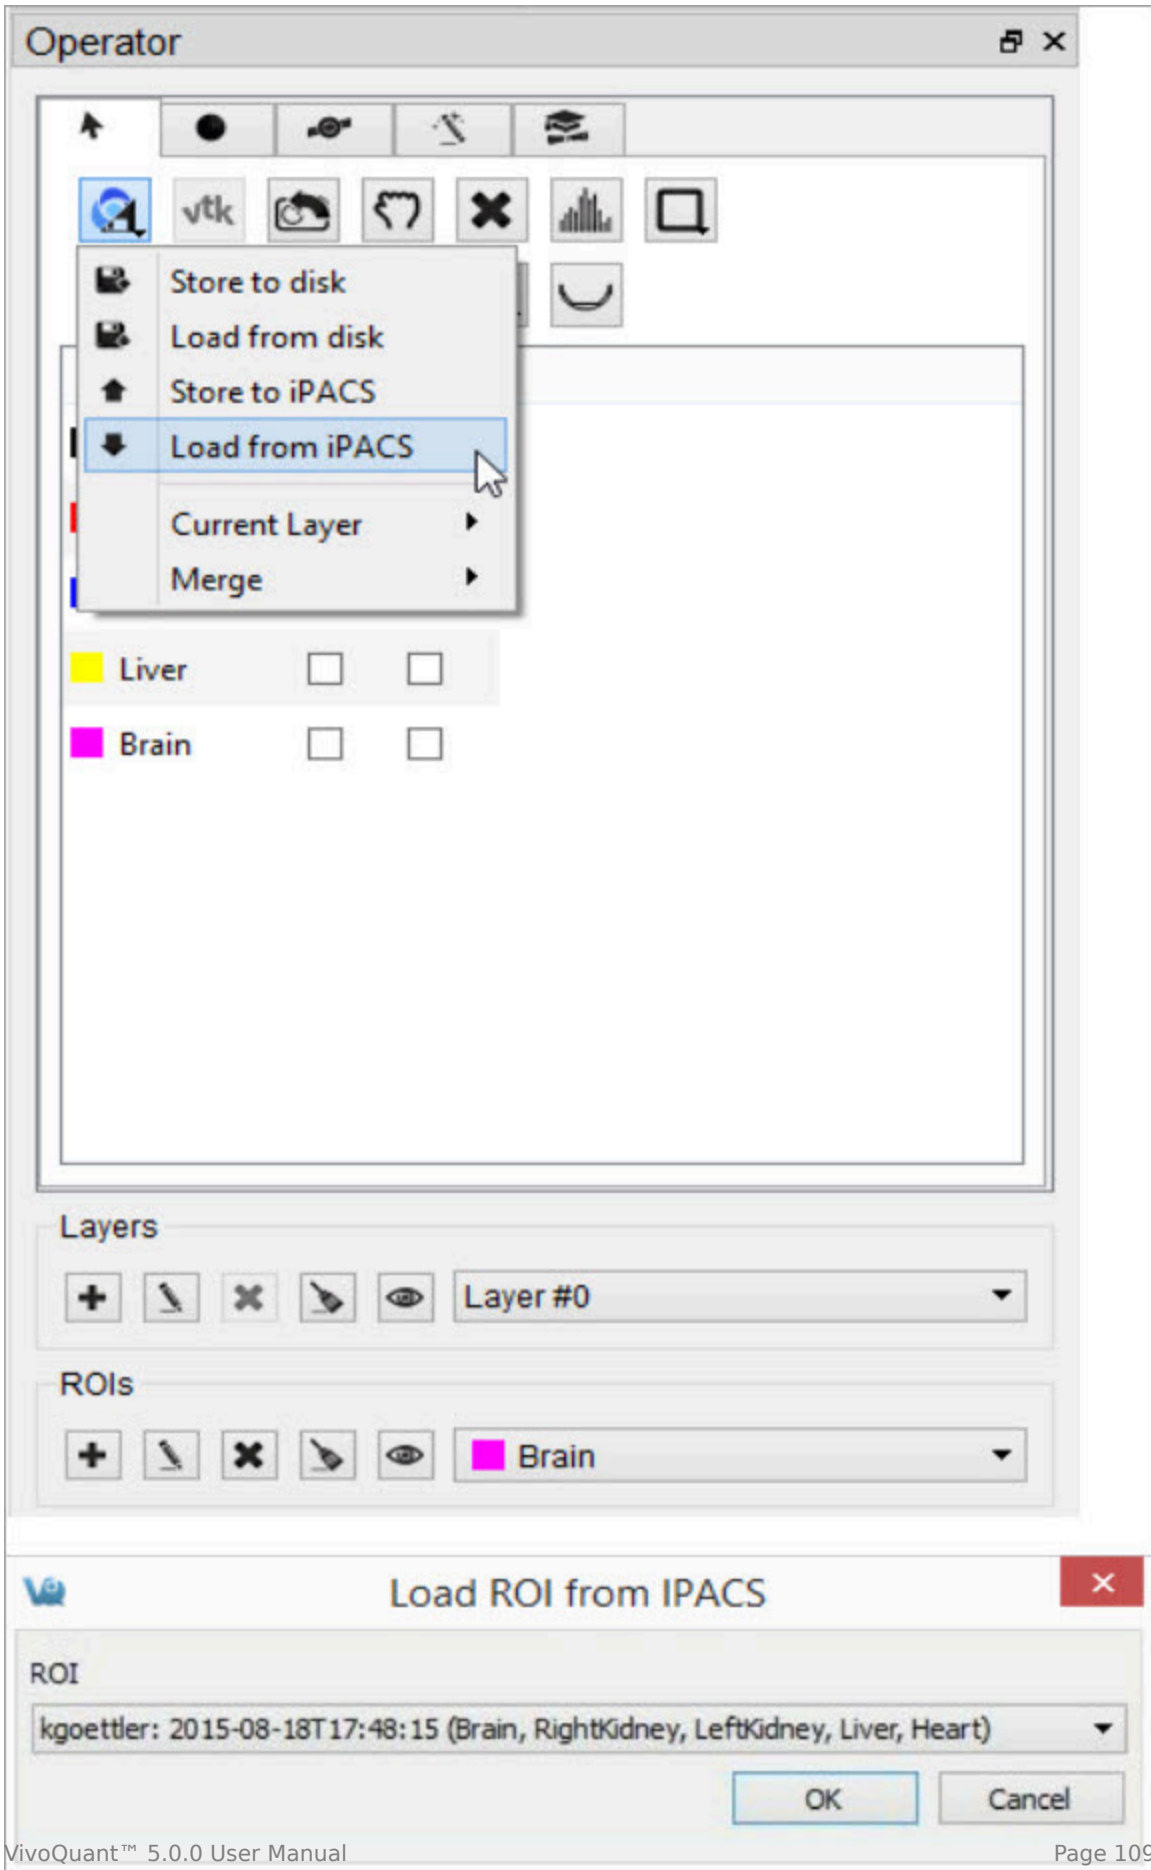 Operator
vtk
Store to disk
Load from disk
Store to iPACS
Load from iPACS
Current Layer
Merge
Liver
Brain
Layers
Layer #0
ROIs
Brain
Load ROI from IPACS
ROI
kgoettler: 2015-08-18T17:48:15 (Brain, RightKidney, LeftKidney, Liver, Heart)
OK Cancel
VivoQuant™ 5.0.0 User Manual Page 109